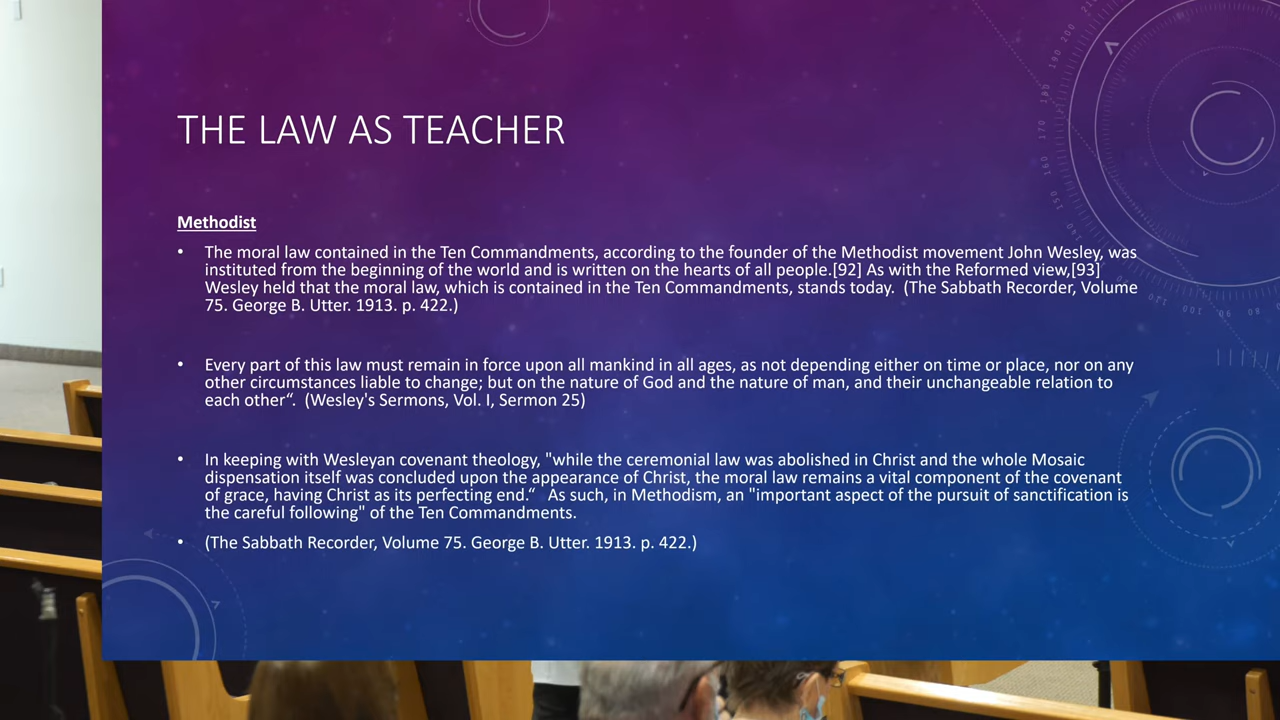 THE LAW AS TEACHER
Methodist
• The moral law contained in the Ten Commandments, according to the founder of the Methodist movement John Wesley, was
instituted from the beginning of the world and is written on the hearts of all people.[92] As with the Reformed view,[93]
Wesley held that the moral law, which is contained in the Ten Commandments, stands today.  (The Sabbath Recorder, Volume
75. George B. Utter. 1913. p. 422.)
• Every part of this law must remain in force upon all mankind in all ages, as not depending either on time or place, nor on any
other circumstances liable to change; but on the nature of God and the nature of man, and their unchangeable relation to
each other“.  (Wesley's Sermons, Vol. I, Sermon 25)
• In keeping with Wesleyan covenant theology, "while the ceremonial law was abolished in Christ and the whole Mosaic
dispensation itself was concluded upon the appearance of Christ, the moral law remains a vital component of the covenant
of grace, having Christ as its perfecting end.“   As such, in Methodism, an "important aspect of the pursuit of sanctification is
the careful following" of the Ten Commandments.
• (The Sabbath Recorder, Volume 75. George B. Utter. 1913. p. 422.)
200
190
180
170
160
150
120
100
90
80